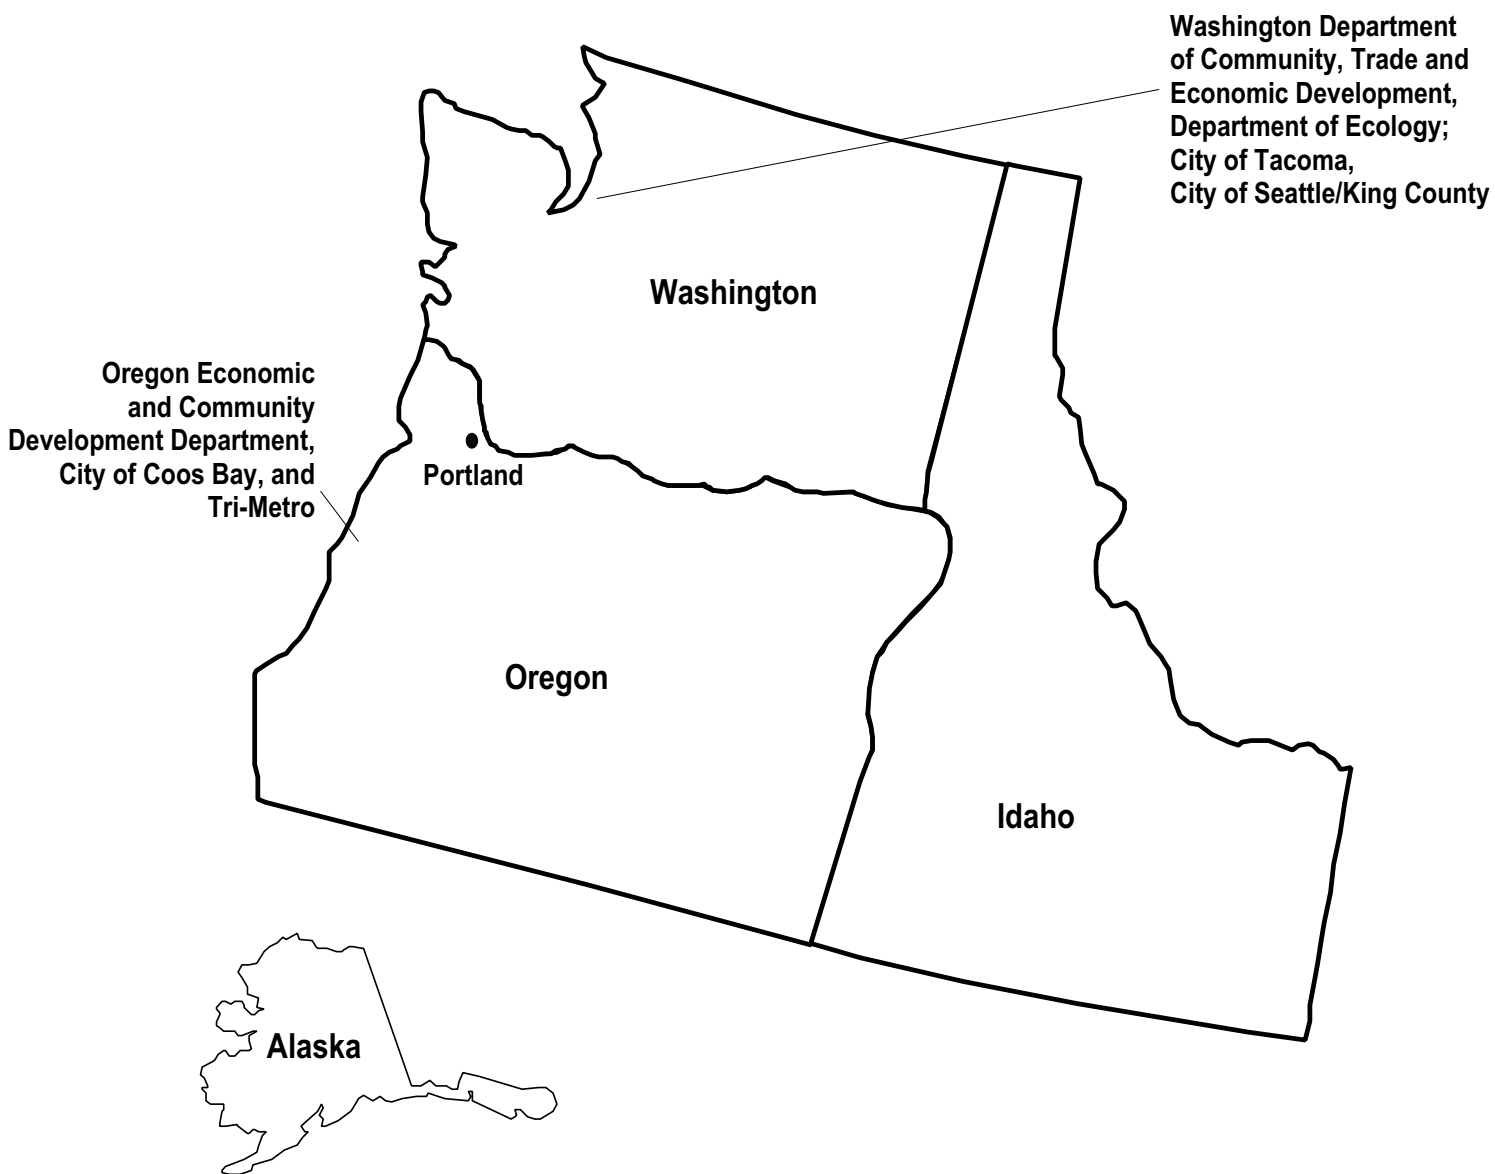 Washington Department
of Community, Trade and
Economic Development,
Department of Ecology;
City of Tacoma,
City of Seattle/King County
Washington
Oregon Economic
and Community
Development Department,
City of Coos Bay, and
Tri-Metro
Portland
Oregon
Idaho
Alaska